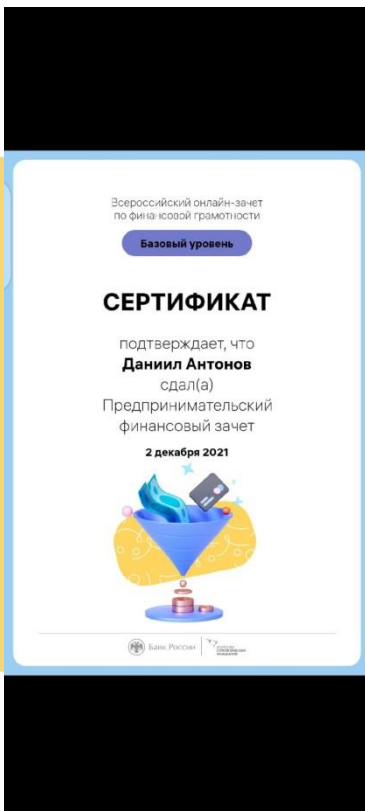 Всероссийский онлайн-зачет
по финансовой грамотности
Базовый уровень
СЕРТИФИКАТ
подтверждает, что
Даниил Антонов
сдал(а)
Предпринимательский
финансовый зачет
2 декабря 2021
Банк России